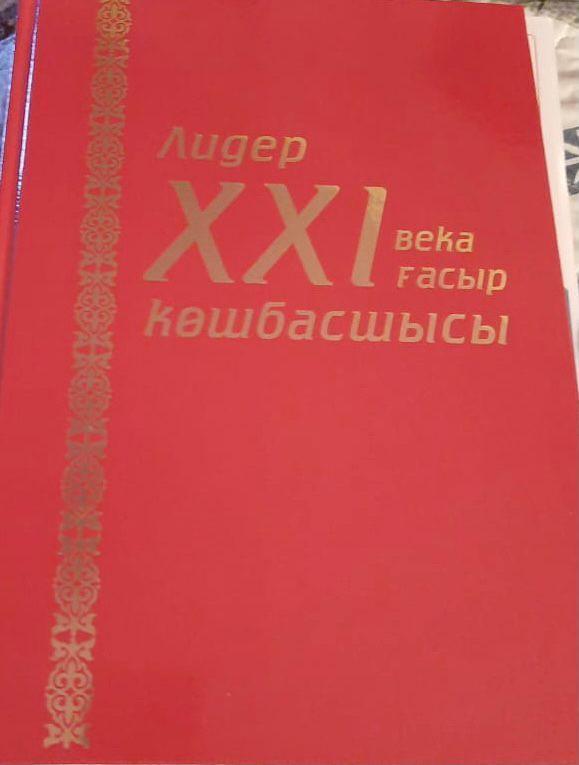 Лидер
XXI века
ғасыр
көшбасшысы